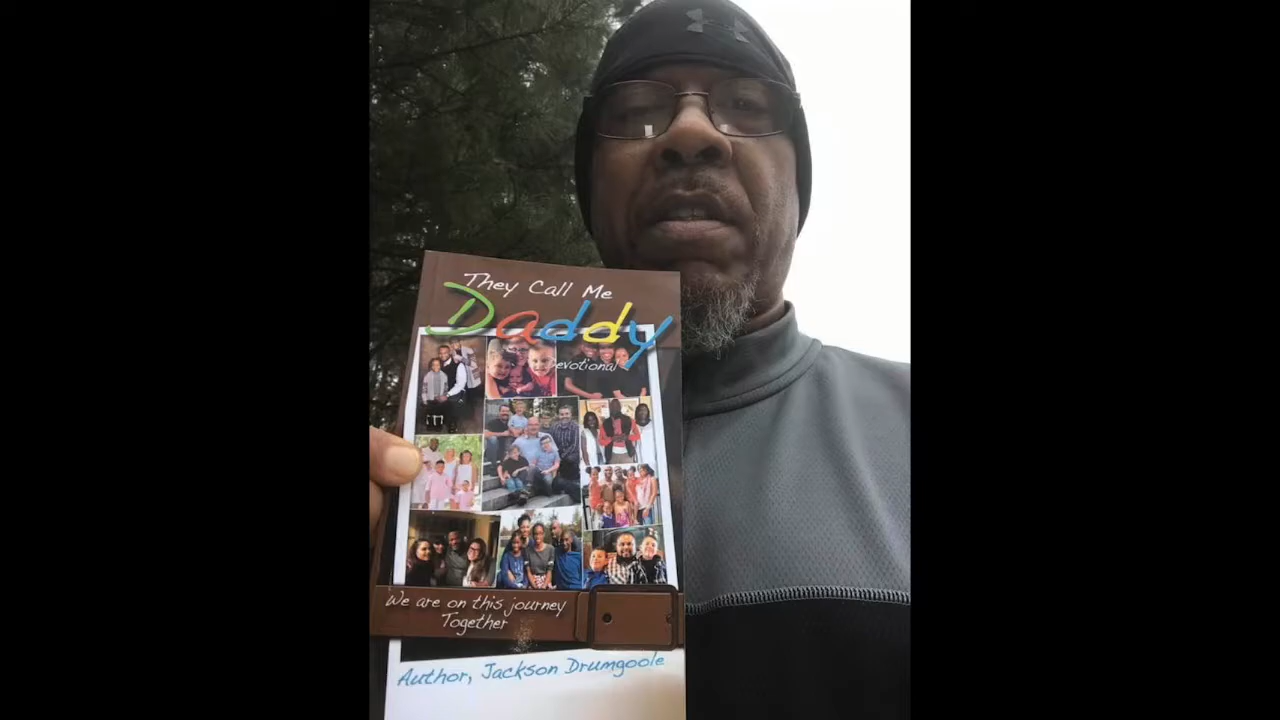 They Call Me
Daddy
Devotional
We are on this journey
Together
Author, Jackson Drumgoole